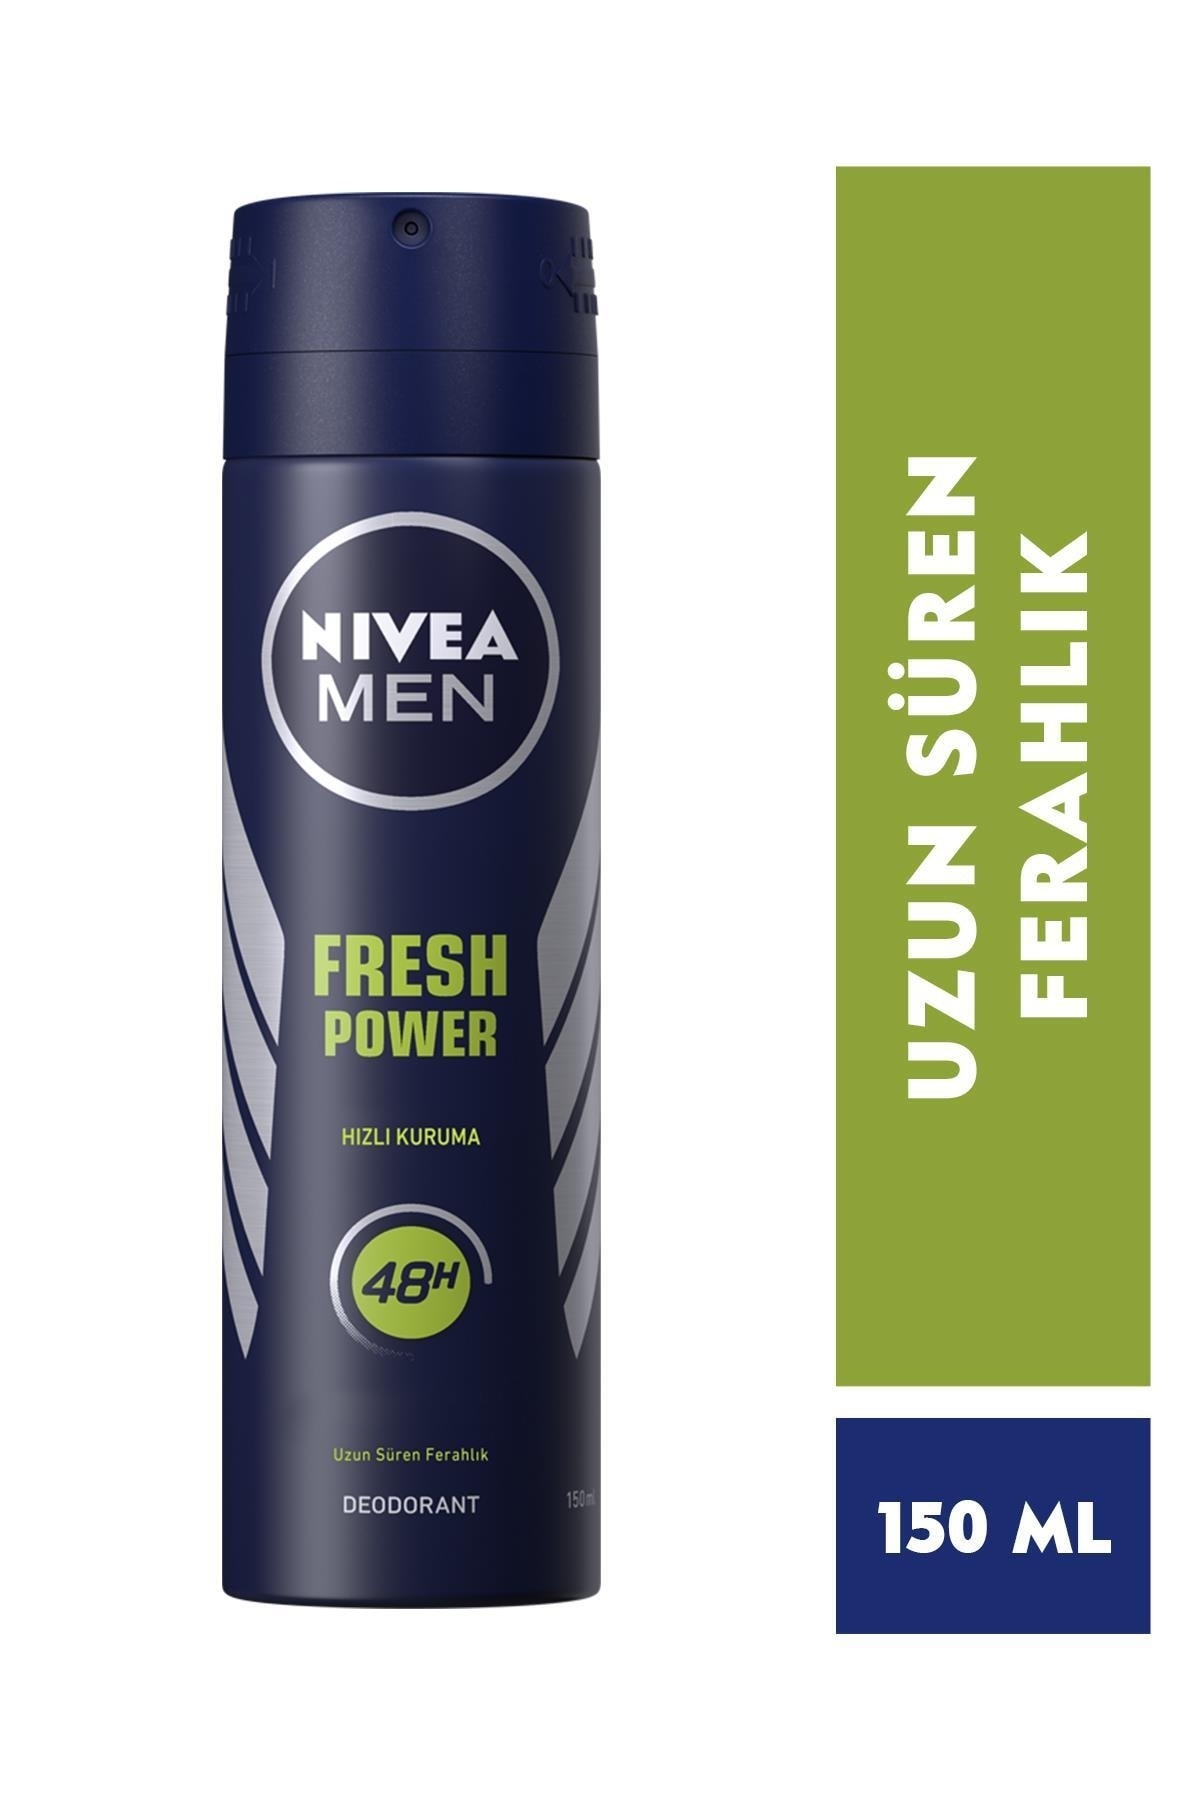 NIVEA
MEN
FRESH
POWER
HIZLI KURUMA
48H
Uzun Süren Ferahlık
DEODORANT
150ml
UZUN SÜREN
FERAHLIK
150 ML